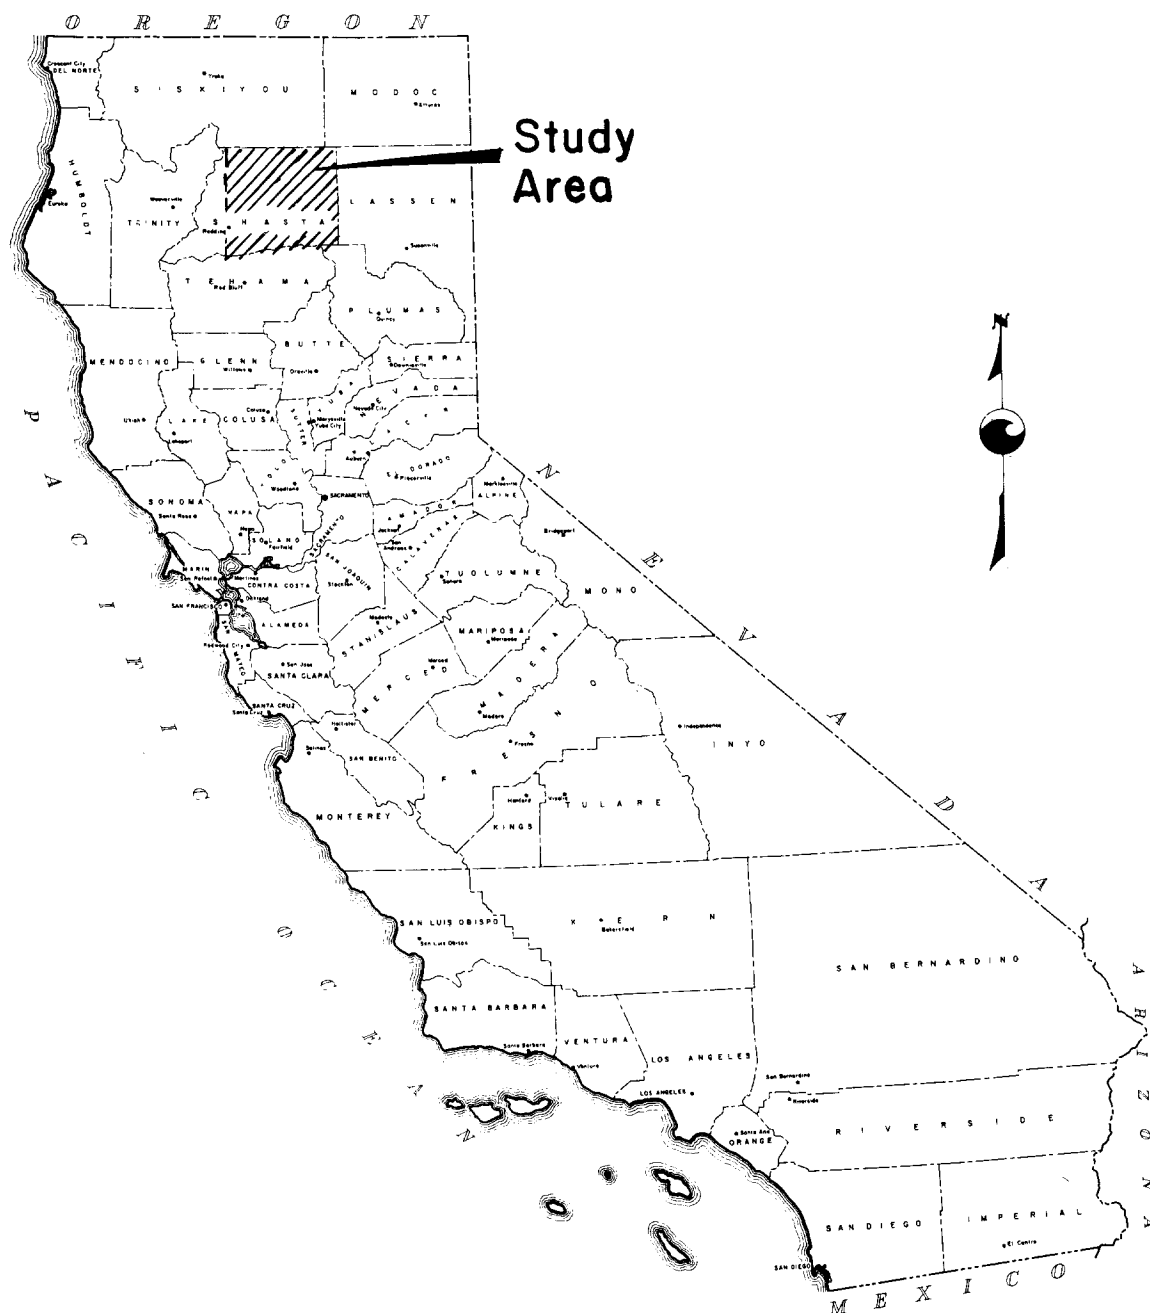 OREGON
Crescent City
DEL NORTE
Yreka
SISKIYOU
MODOC
Alturas
Study
Area
HUMBOLDT
Eureka
Weaverville
TRINITY
SHASTA
Redding
LASSEN
Susanville
TEHAMA
Red Bluff
PLUMAS
Quincy
N
MENDOCINO
GLENN
Willows
BUTTE
Oroville
SIERRA
Downieville
Ukiah
LAKE
Lakeport
COLUSA
Colusa
SUTTER
YUBA
Marysville
Yuba City
NEVADA
Nevada City
PLACER
Auburn
EL DORADO
Placerville
YOLO
Woodland
SACRAMENTO
SACRAMENTO
Markleeville
ALPINE
SONOMA
Santa Rosa
NAPA
Napa
SOLANO
Fairfield
AMADOR
Jackson
San
Andreas
CALAVERAS
Bridgeport
MARIN
San Rafael
Martinez
CONTRA COSTA
SAN JOAQUIN
Stockton
TUOLUMNE
Sonora
MONO
SAN FRANCISCO
Oakland
ALAMEDA
STANISLAUS
Modesto
MARIPOSA
Mariposa
Redwood City
SAN MATEO
San Jose
SANTA CLARA
MERCED
Merced
MADERA
Madera
SANTA CRUZ
Santa Cruz
Hollister
SAN BENITO
Salinas
FRESNO
Fresno
Independence
INYO
MONTEREY
Hanford
KINGS
Visalia
TULARE
SAN LUIS OBISPO
San Luis Obispo
KERN
Bakersfield
SAN BERNARDINO
SANTA BARBARA
Santa Barbara
VENTURA
Ventura
LOS ANGELES
LOS ANGELES
San Bernardino
Riverside
RIVERSIDE
Santa Ana
ORANGE
SAN DIEGO
SAN DIEGO
IMPERIAL
El Centro
PACIFIC OCEAN
NEVADA
ARIZONA
MEXICO